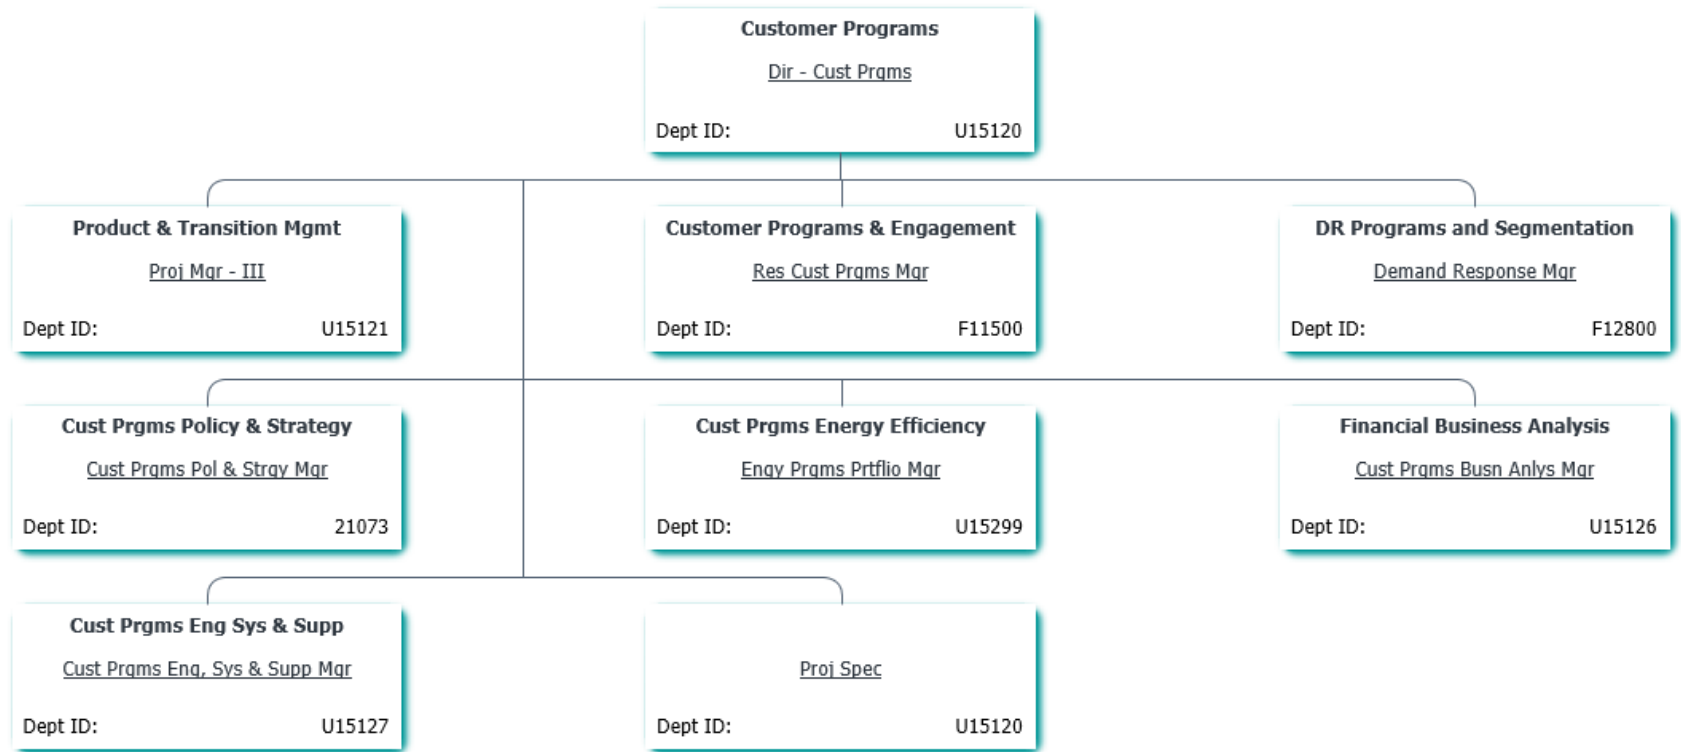 Customer Programs
Dir - Cust Prgms
Dept ID: U15120
Product & Transition Mgmt
Proj Mgr - III
Dept ID: U15121
Customer Programs & Engagement
Res Cust Prgms Mgr
Dept ID: F11500
DR Programs and Segmentation
Demand Response Mgr
Dept ID: F12800
Cust Prgms Policy & Strategy
Cust Prgms Pol & Strgy Mgr
Dept ID: 21073
Cust Prgms Energy Efficiency
Engy Prgms Prtflio Mgr
Dept ID: U15299
Financial Business Analysis
Cust Prgms Busn Anlys Mgr
Dept ID: U15126
Cust Prgms Eng Sys & Supp
Cust Prgms Eng, Sys & Supp Mgr
Dept ID: U15127
Proj Spec
Dept ID: U15120